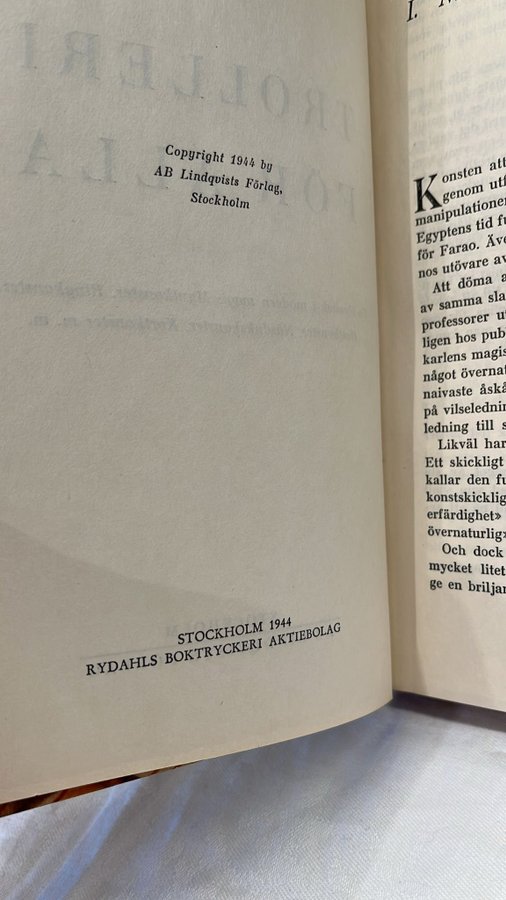 Copyright 1944 by
AB Lindqvists Förlag,
Stockholm
STOCKHOLM 1944
RYDAHLS BOKTRYCKERI AKTIEBOLAG
I. M
Konsten att
genom utf
manipulationer
Egyptens tid fu
för Farao. Äve
nos utövare av
Att döma a
av samma sla
professorer ut
ligen hos pub
karlens magis
något övernat
naivaste åskå
på vilselednin
ledning till s
Likväl har
Ett skickligt
kallar den fu
konstskicklig
erfärdighet»
övernaturlig»
Och dock
mycket litet
ge en briljan